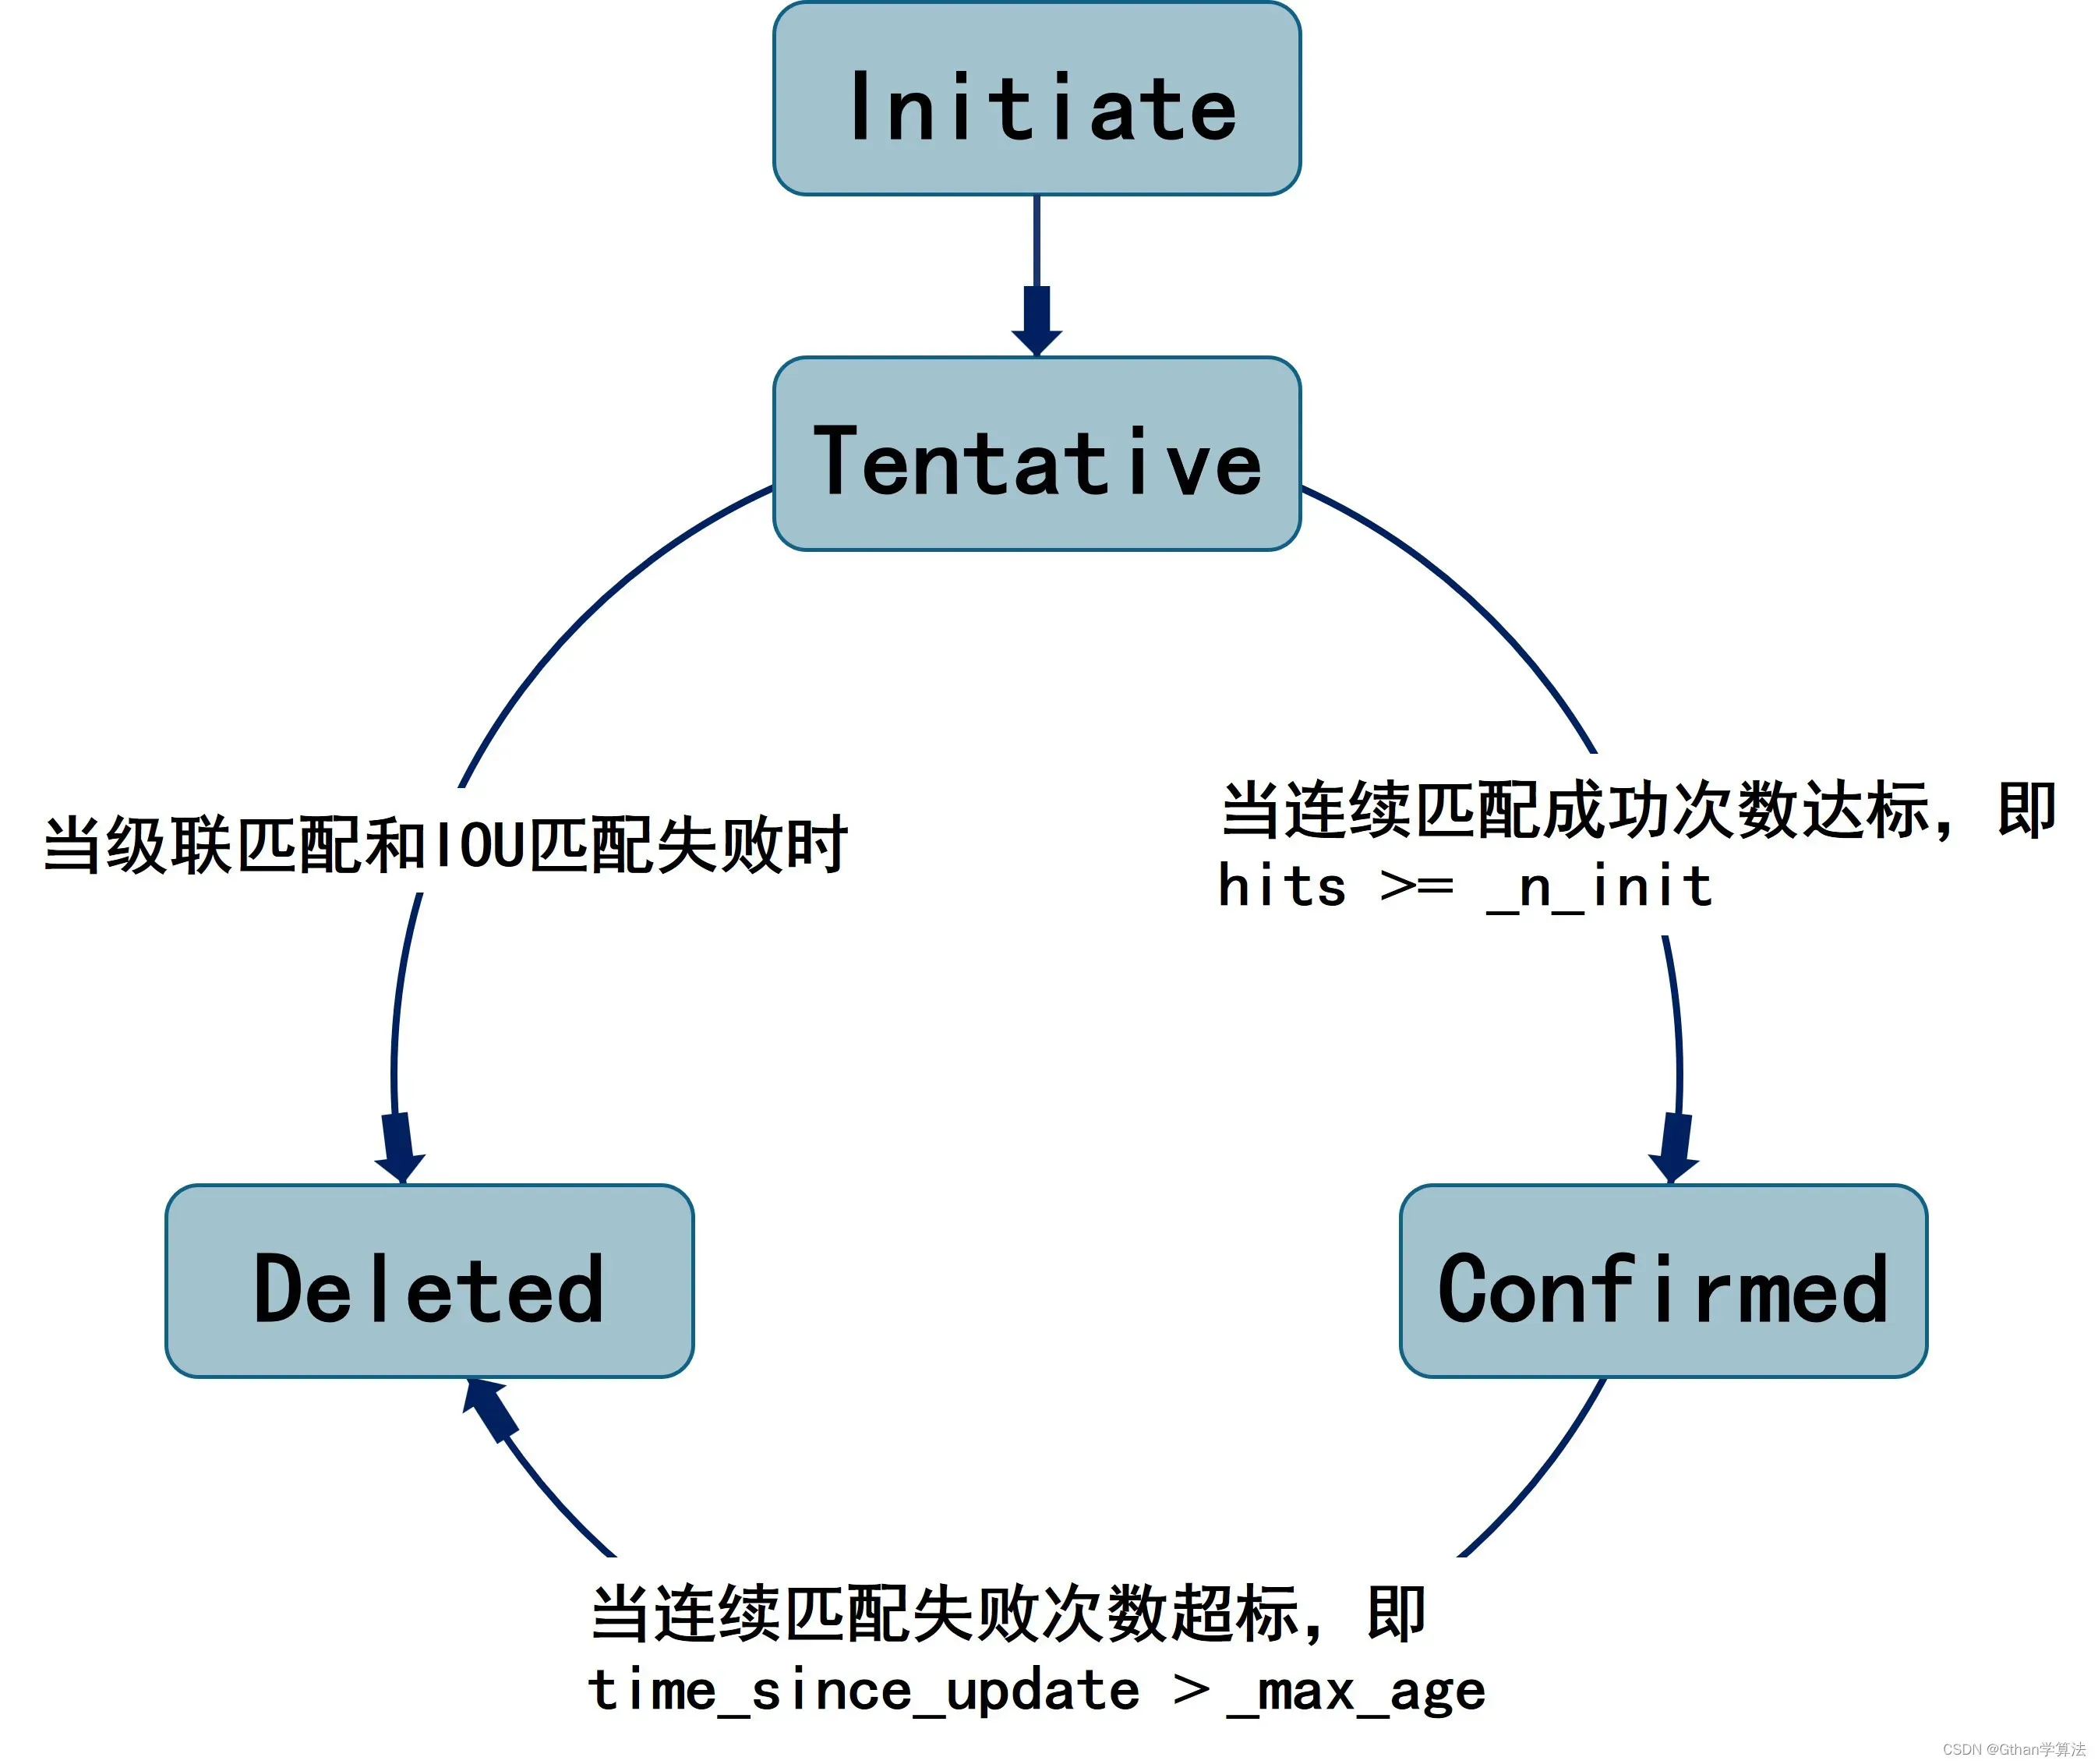 Initiate
Tentative
当级联匹配和IOU匹配失败时
当连续匹配成功次数达标，即
hits >= _n_init
Deleted
Confirmed
当连续匹配失败次数超标，即
time_since_update > _max_age
CSDN @Gthan学算法